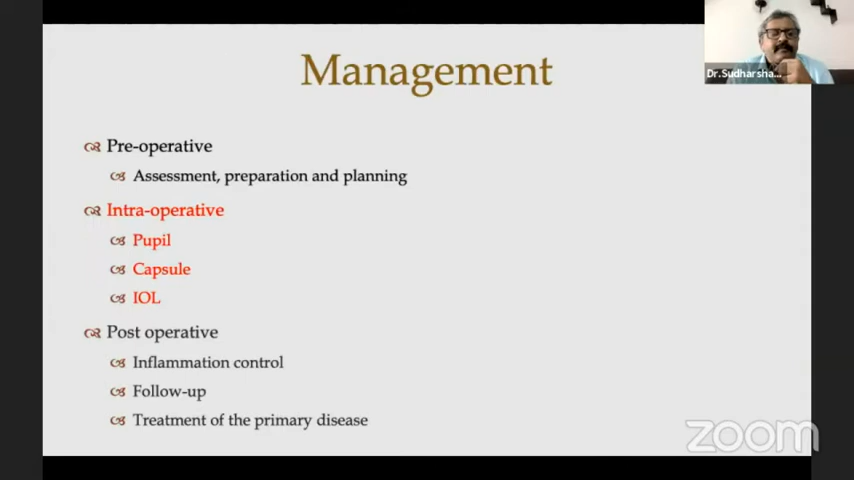 Management
Dr.Sudharsha...
Pre-operative
Assessment, preparation and planning
Intra-operative
Pupil
Capsule
IOL
Post operative
Inflammation control
Follow-up
Treatment of the primary disease
zoom